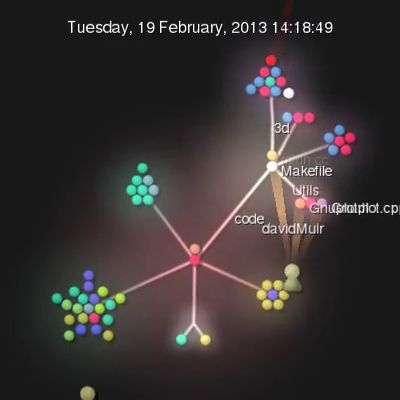 Tuesday, 19 February, 2013 14:18:49
3d
Makefile
Utils
code
davidMuir